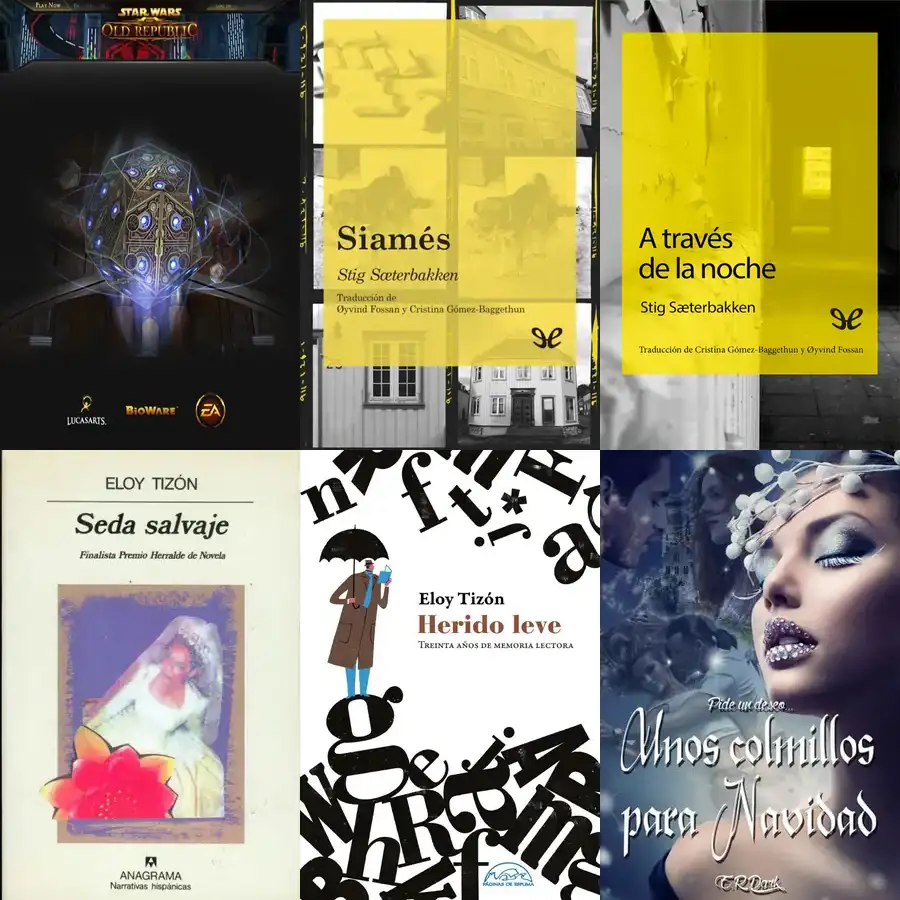 PLAY NOW
STAR WARS
THE
OLD REPUBLIC
LUCASARTS.
BIOWARE
EA
Siamés
Stig Sæterbakken
Traducción de
Øyvind Fossan y Cristina Gómez-Baggethun
A través
de la noche
Stig Sæterbakken
Traducción de Cristina Gómez-Baggethun y Øyvind Fossan
ELOY TIZÓN
Seda salvaje
Finalista Premio Herralde de Novela
A
ANAGRAMA
Narrativas hispánicas
Eloy Tizón
Herido leve
TREINTA AÑOS DE MEMORIA LECTORA
PÁGINAS DE ESPUMA
Pide un deseo...
Unos colmillos
para Navidad
E.R. Dark